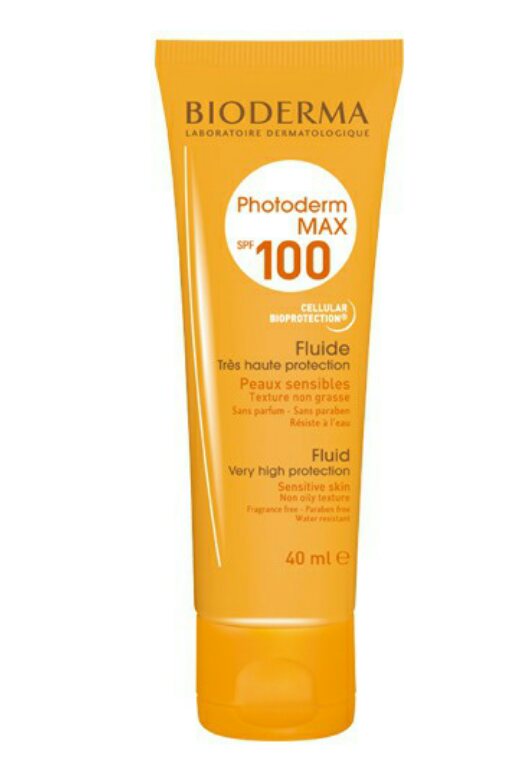 BIODERMA
LABORATOIRE DERMATOLOGIQUE
Photoderm
MAX
SPF 100
CELLULAR
BIOPROTECTION®
Fluide
Très haute protection
Peaux sensibles
Texture non grasse
Sans parfum - Sans paraben
Résiste à l'eau
Fluid
Very high protection
Sensitive skin
Non oily texture
Fragrance free - Paraben free
Water resistant
40 ml ℮